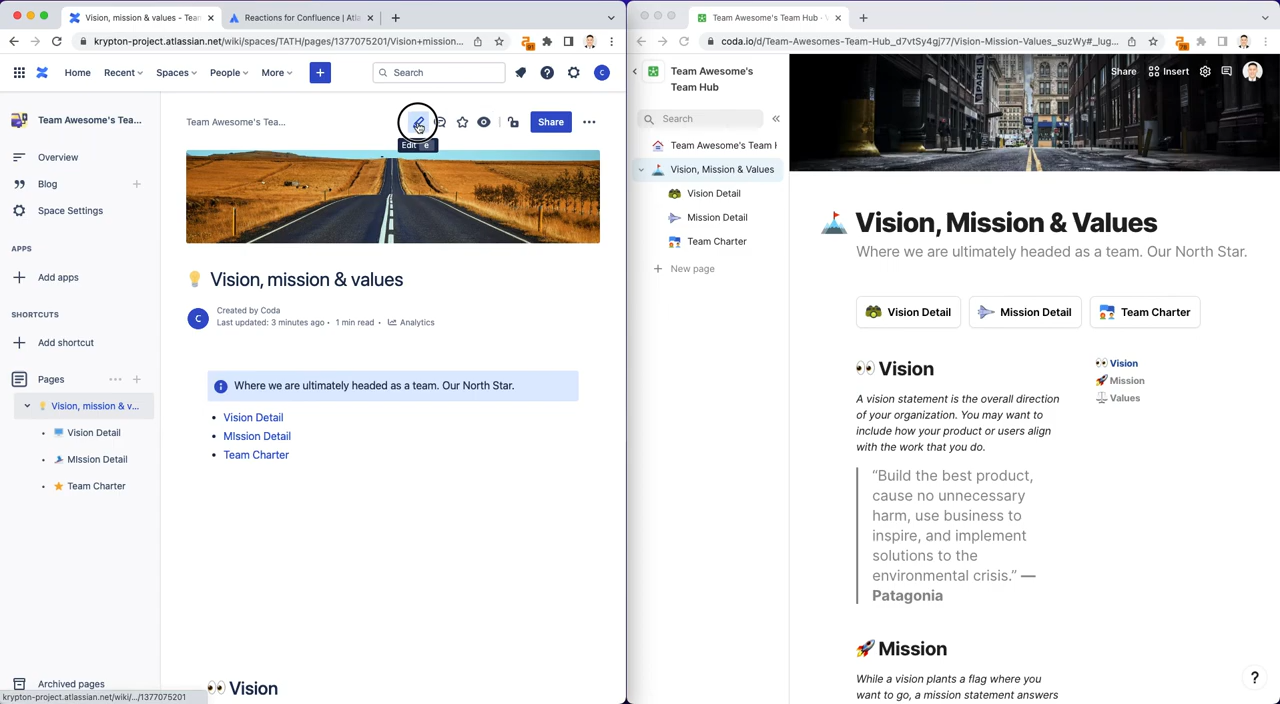 Vision, mission & values - Tean
Reactions for Confluence | Atla
krypton-project.atlassian.net/wiki/spaces/TATH/pages/1377075201/Vision+mission...
Home
Recent
Spaces
People
More
Search
C
Team Awesome's Tea...
Overview
Blog
Space Settings
APPS
Add apps
SHORTCUTS
Add shortcut
Pages
Vision, mission & v...
Vision Detail
MIssion Detail
Team Charter
Archived pages
krypton-project.atlassian.net/wiki/.../1377075201
Team Awesome's Tea...
Share
Edit e
Vision, mission & values
C
Created by Coda
Last updated: 3 minutes ago • 1 min read • Analytics
Where we are ultimately headed as a team. Our North Star.
• Vision Detail
• MIssion Detail
• Team Charter
Vision
Team Awesome's Team Hub ·
coda.io/d/Team-Awesomes-Team-Hub_d7vtSy4gj77/Vision-Mission-Values_suzWy#_lug...
Team Awesome's
Team Hub
Search
Team Awesome's Team H
Vision, Mission & Values
Vision Detail
Mission Detail
Team Charter
New page
PARK
Share
Insert
Vision, Mission & Values
Where we are ultimately headed as a team. Our North Star.
Vision Detail
Mission Detail
Team Charter
Vision
A vision statement is the overall direction
of your organization. You may want to
include how your product or users align
with the work that you do.
“Build the best product,
cause no unnecessary
harm, use business to
inspire, and implement
solutions to the
environmental crisis.” —
Patagonia
Mission
While a vision plants a flag where you
want to go, a mission statement answers
Vision
Mission
Values
?